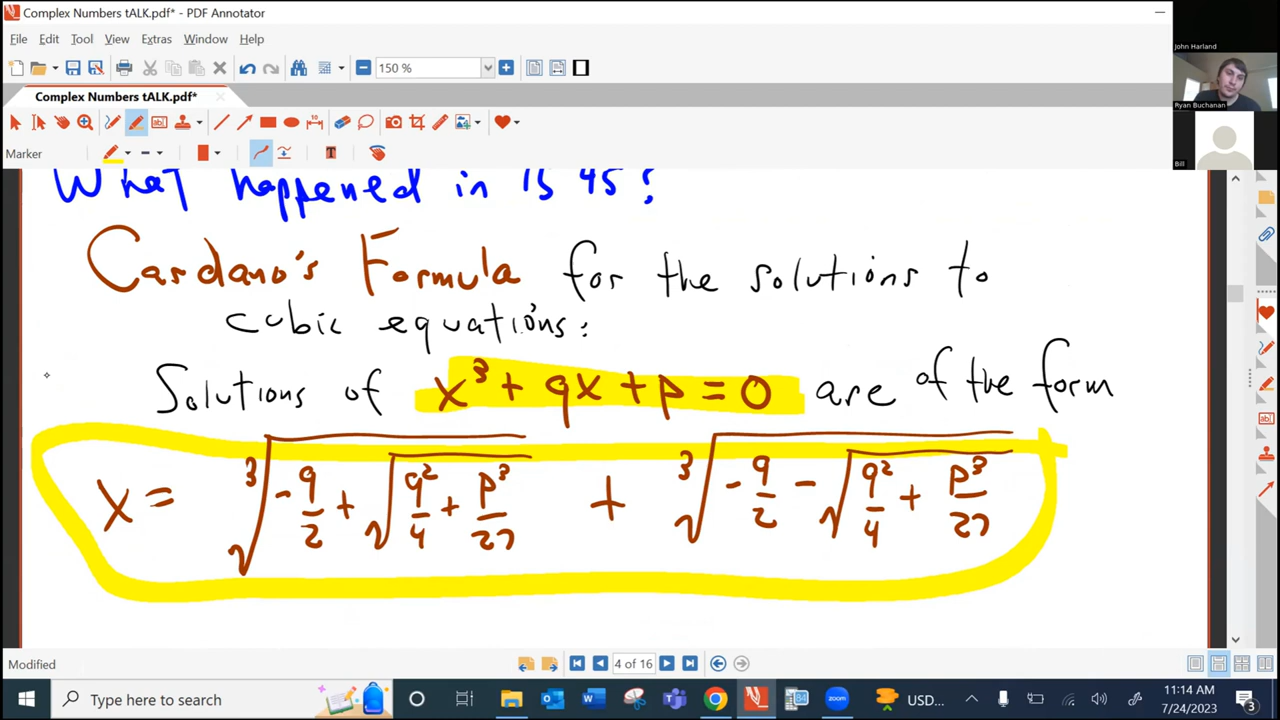 Complex Numbers tALK.pdf* - PDF Annotator
John Harland
File Edit Tool View Extras Window Help
150 %
Ryan Buchanan
Complex Numbers tALK.pdf*
Marker
Bill
What happened in 1545?
Cardano's Formula for the solutions to
cubic equations:
Solutions of x³ + qx + p = 0 are of the form
x = ∛(-q/2 + √(q²/4 + p³/27)) + ∛(-q/2 - √(q²/4 + p³/27))
Modified
4 of 16
Type here to search
USD...
11:14 AM
7/24/2023
3